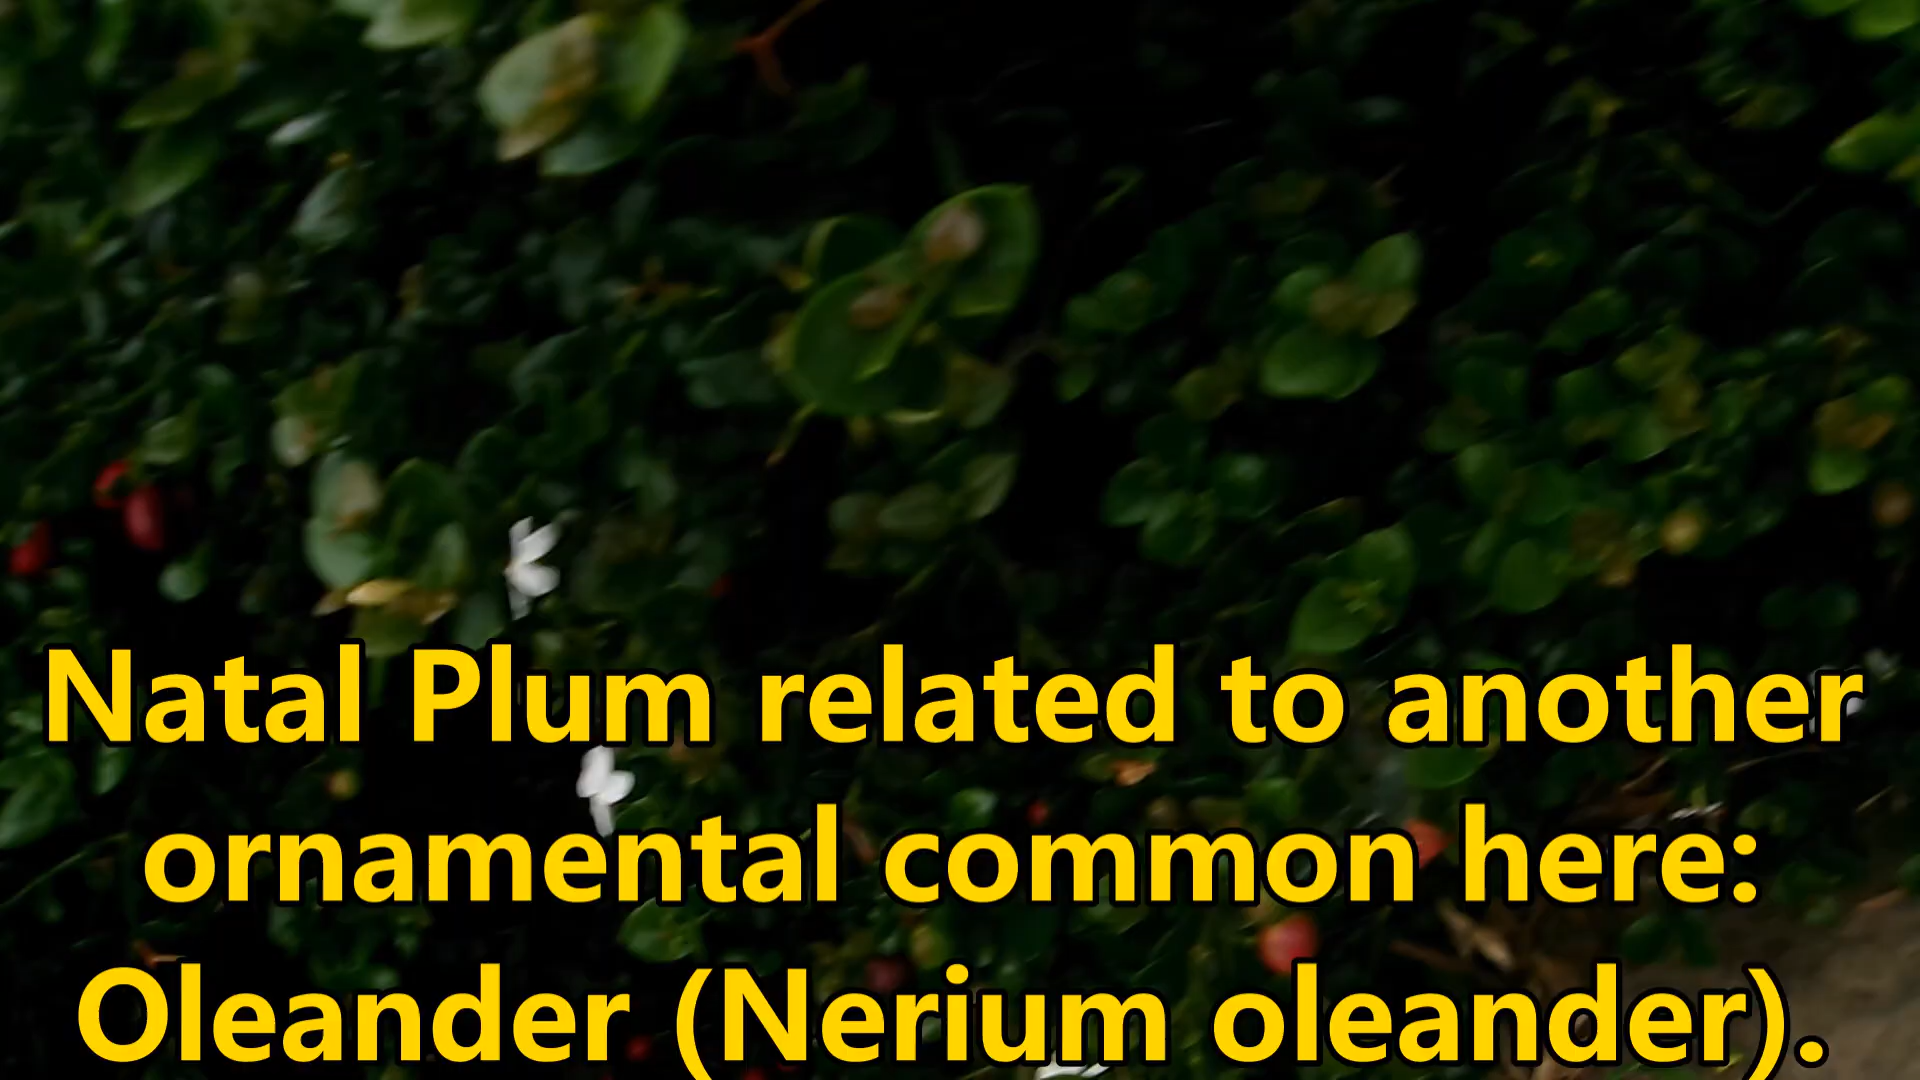 Natal Plum related to another
ornamental common here:
Oleander (Nerium oleander).